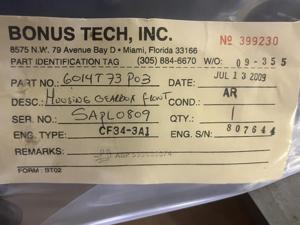 BONUS TECH, INC. Nº 399230
8575 N.W. 79 Avenue Bay D • Miami, Florida 33166
PART IDENTIFICATION TAG (305) 884-6670 W/O: 09-355
PART NO.: 6014T73P03 DATE: JUL 13 2009
DESC.: HOUSING GEARBOX FRONT COND.: AR
SER. NO.: SAPL0809 QTY.: 1
ENG. TYPE: CF34-3A1 ENG. S/N: 807644
REMARKS:
FORM: BT02